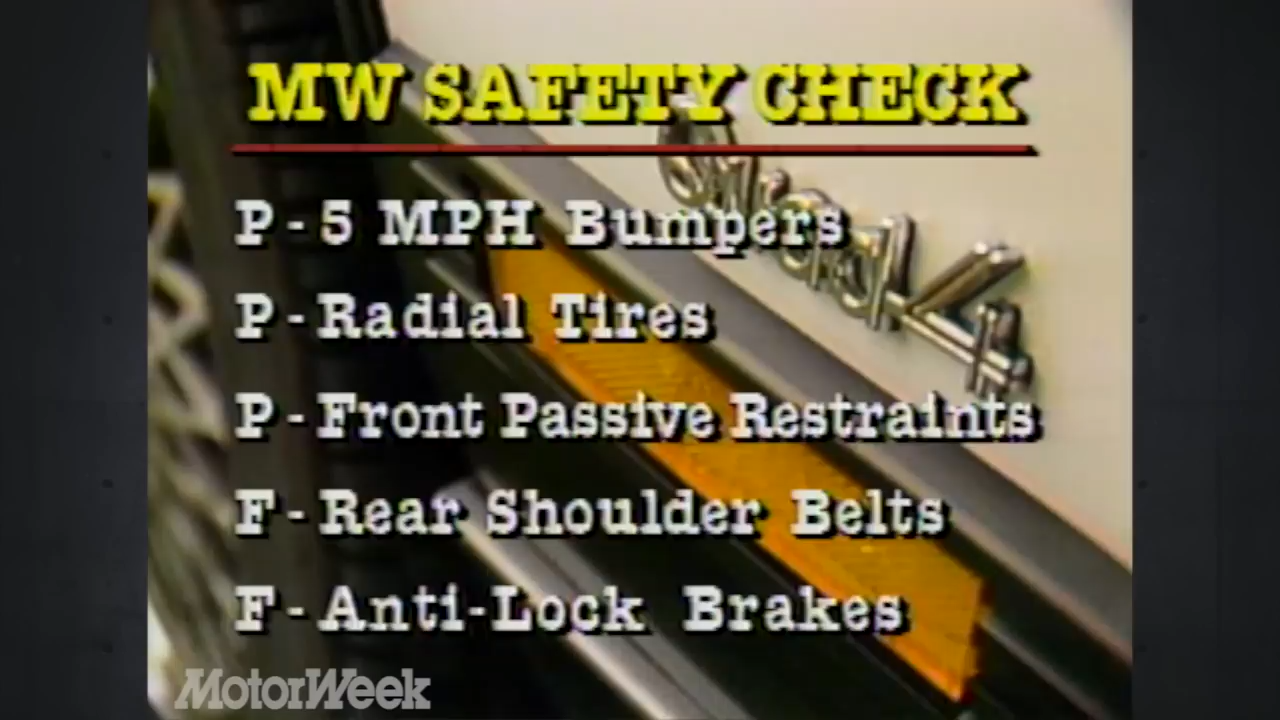 MW SAFETY CHECK
P-5 MPH Bumpers
P-Radial Tires
P-Front Passive Restraints
F-Rear Shoulder Belts
F-Anti-Lock Brakes
MotorWeek